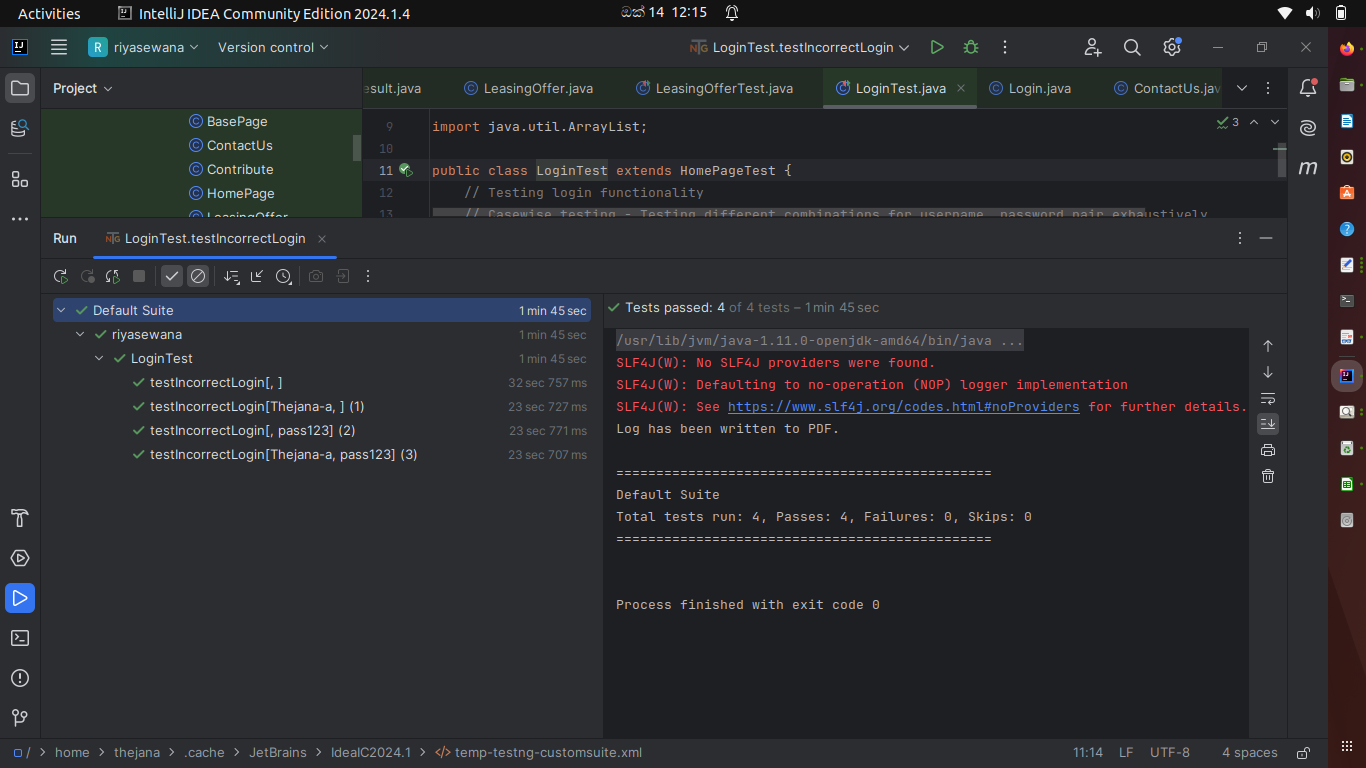 Activities IntelliJ IDEA Community Edition 2024.1.4 ඔක් 14 12:15
R riyasewana Version control LoginTest.testIncorrectLogin
Project esult.java LeasingOffer.java LeasingOfferTest.java LoginTest.java Login.java ContactUs.jav
BasePage
ContactUs
Contribute
HomePage
LeasingOffer
9 import java.util.ArrayList; 3
10
11 public class LoginTest extends HomePageTest {
12 // Testing login functionality
13 // Casewise testing - Testing different combinations for username, password pair exhaustively
Run LoginTest.testIncorrectLogin
Default Suite 1 min 45 sec
riyasewana 1 min 45 sec
LoginTest 1 min 45 sec
testIncorrectLogin[, ] 32 sec 757 ms
testIncorrectLogin[Thejana-a, ] (1) 23 sec 727 ms
testIncorrectLogin[, pass123] (2) 23 sec 771 ms
testIncorrectLogin[Thejana-a, pass123] (3) 23 sec 707 ms
Tests passed: 4 of 4 tests – 1 min 45 sec
/usr/lib/jvm/java-1.11.0-openjdk-amd64/bin/java ...
SLF4J(W): No SLF4J providers were found.
SLF4J(W): Defaulting to no-operation (NOP) logger implementation
SLF4J(W): See https://www.slf4j.org/codes.html#noProviders for further details.
Log has been written to PDF.
===============================================
Default Suite
Total tests run: 4, Passes: 4, Failures: 0, Skips: 0
===============================================
Process finished with exit code 0
/ > home > thejana > .cache > JetBrains > IdeaIC2024.1 > temp-testng-customsuite.xml 11:14 LF UTF-8 4 spaces